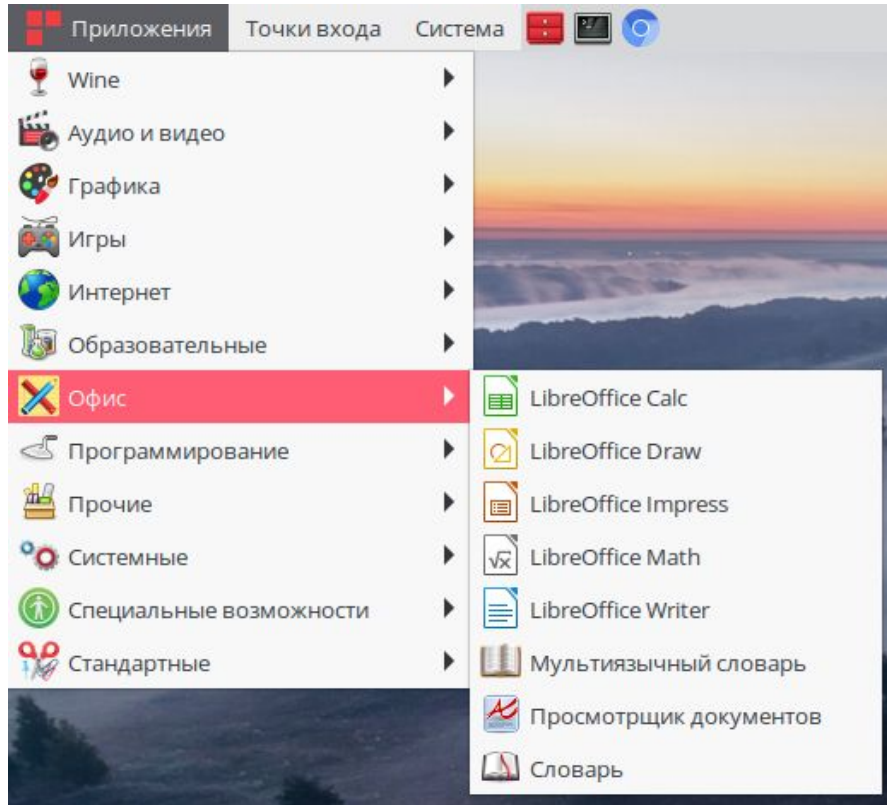 Приложения Точки входа Система
Wine
Аудио и видео
Графика
Игры
Интернет
Образовательные
Офис
Программирование
Прочие
Системные
Специальные возможности
Стандартные
LibreOffice Calc
LibreOffice Draw
LibreOffice Impress
LibreOffice Math
LibreOffice Writer
Мультиязычный словарь
Просмотрщик документов
Словарь